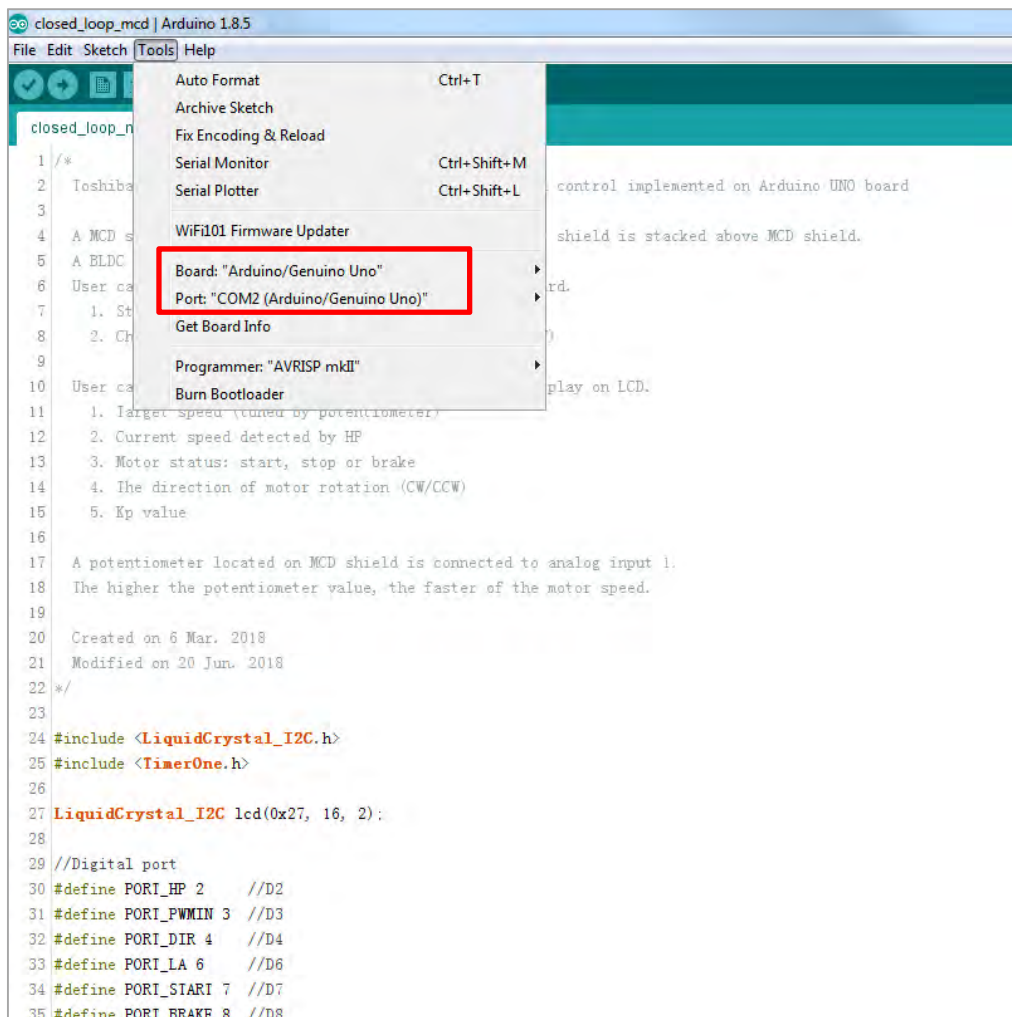 closed_loop_mcd | Arduino 1.8.5
File Edit Sketch Tools Help
Auto Format Ctrl+T
Archive Sketch
Fix Encoding & Reload
Serial Monitor Ctrl+Shift+M
Serial Plotter Ctrl+Shift+L
WiFi101 Firmware Updater
Board: "Arduino/Genuino Uno"
Port: "COM2 (Arduino/Genuino Uno)"
Get Board Info
Programmer: "AVRISP mkII"
Burn Bootloader
closed_loop_m
1 /*
2 Toshiba control implemented on Arduino UNO board
3
4 A MCD s shield is stacked above MCD shield.
5 A BLDC
6 User ca rd.
7 1. St
8 2. Ch )
9
10 User ca play on LCD.
11 1. Target speed (tuned by potentiometer)
12 2. Current speed detected by HP
13 3. Motor status: start, stop or brake
14 4. The direction of motor rotation (CW/CCW)
15 5. Kp value
16
17 A potentiometer located on MCD shield is connected to analog input 1.
18 The higher the potentiometer value, the faster of the motor speed.
19
20 Created on 6 Mar. 2018
21 Modified on 20 Jun. 2018
22 */
23
24 #include <LiquidCrystal_I2C.h>
25 #include <TimerOne.h>
26
27 LiquidCrystal_I2C lcd(0x27, 16, 2);
28
29 //Digital port
30 #define PORT_HP 2 //D2
31 #define PORT_PWMIN 3 //D3
32 #define PORT_DIR 4 //D4
33 #define PORT_LA 6 //D6
34 #define PORT_START 7 //D7
35 #define PORT_BRAKE 8 //D8